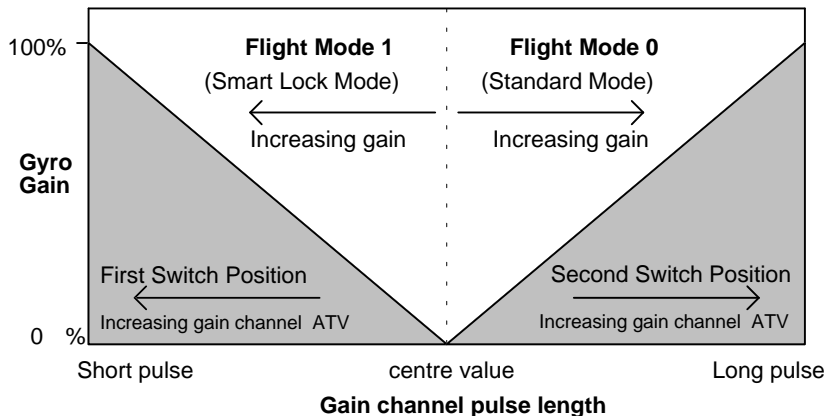 100%
Flight Mode 1
(Smart Lock Mode)
Increasing gain
Flight Mode 0
(Standard Mode)
Increasing gain
Gyro
Gain
First Switch Position
Increasing gain channel ATV
Second Switch Position
Increasing gain channel ATV
0 %
Short pulse
centre value
Long pulse
Gain channel pulse length